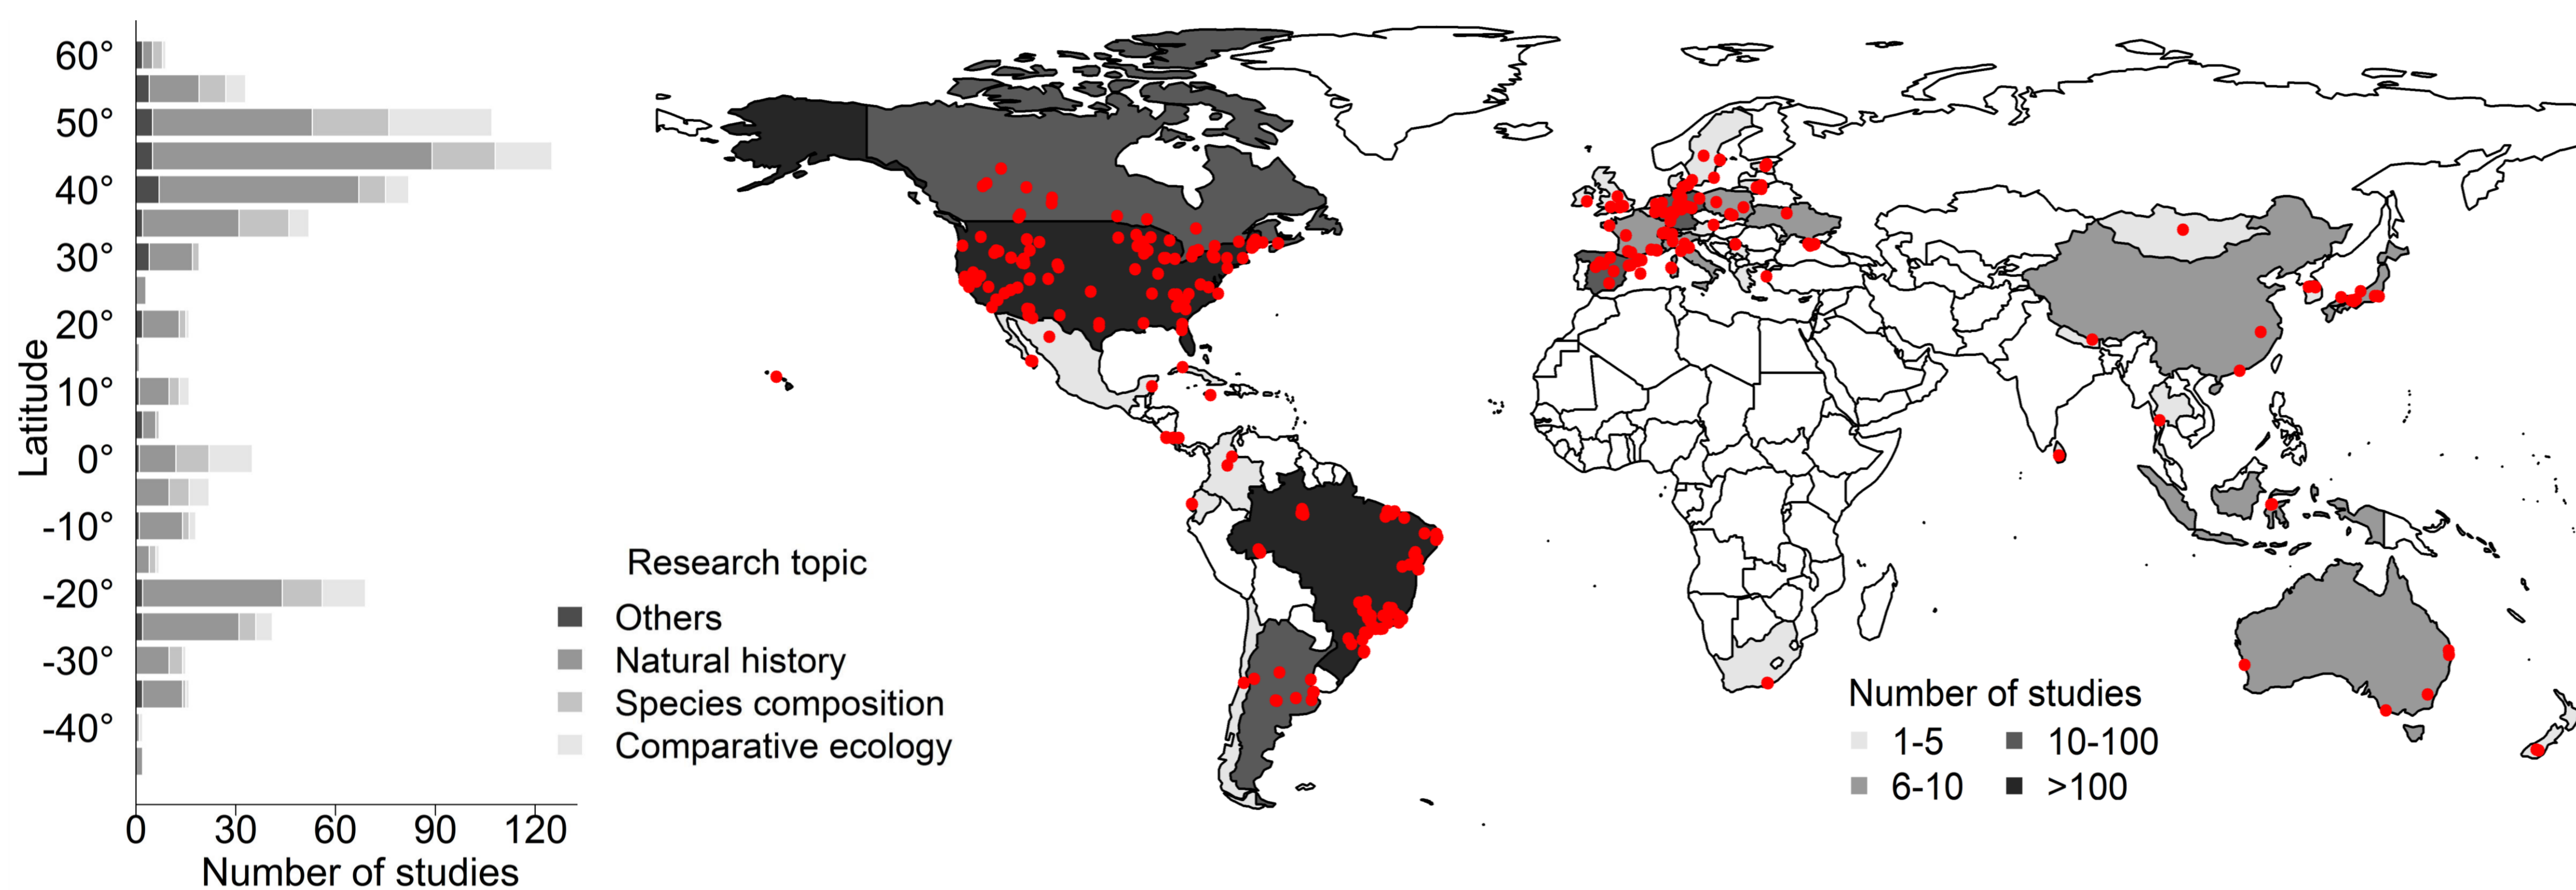 60°
50°
40°
30°
20°
10°
0°
-10°
-20°
-30°
-40°
Latitude
0 30 60 90 120
Number of studies
Research topic
Others
Natural history
Species composition
Comparative ecology
Number of studies
1-5 10-100
6-10 >100